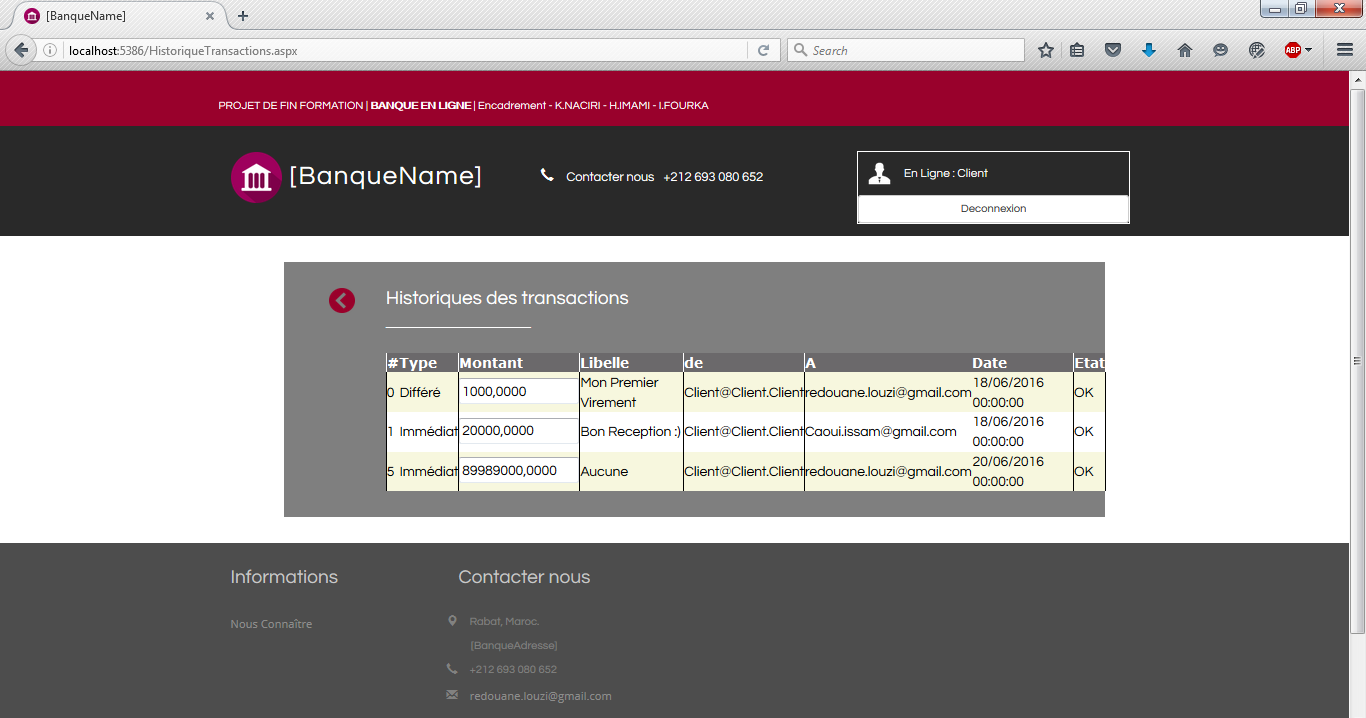 [BanqueName]
localhost:5386/HistoriqueTransactions.aspx
Search
ABP
PROJET DE FIN FORMATION | BANQUE EN LIGNE | Encadrement - K.NACIRI - H.IMAMI - I.FOURKA
[BanqueName]
Contacter nous +212 693 080 652
En Ligne : Client
Deconnexion
Historiques des transactions
# Type Montant Libelle de A Date Etat
0 Différé 1000,0000 Mon Premier Virement Client@Client.Client redouane.louzi@gmail.com 18/06/2016 00:00:00 OK
1 Immédiat 20000,0000 Bon Reception :) Client@Client.Client Caoui.issam@gmail.com 18/06/2016 00:00:00 OK
5 Immédiat 89989000,0000 Aucune Client@Client.Client redouane.louzi@gmail.com 20/06/2016 00:00:00 OK
Informations
Nous Connaître
Contacter nous
Rabat, Maroc.
[BanqueAdresse]
+212 693 080 652
redouane.louzi@gmail.com